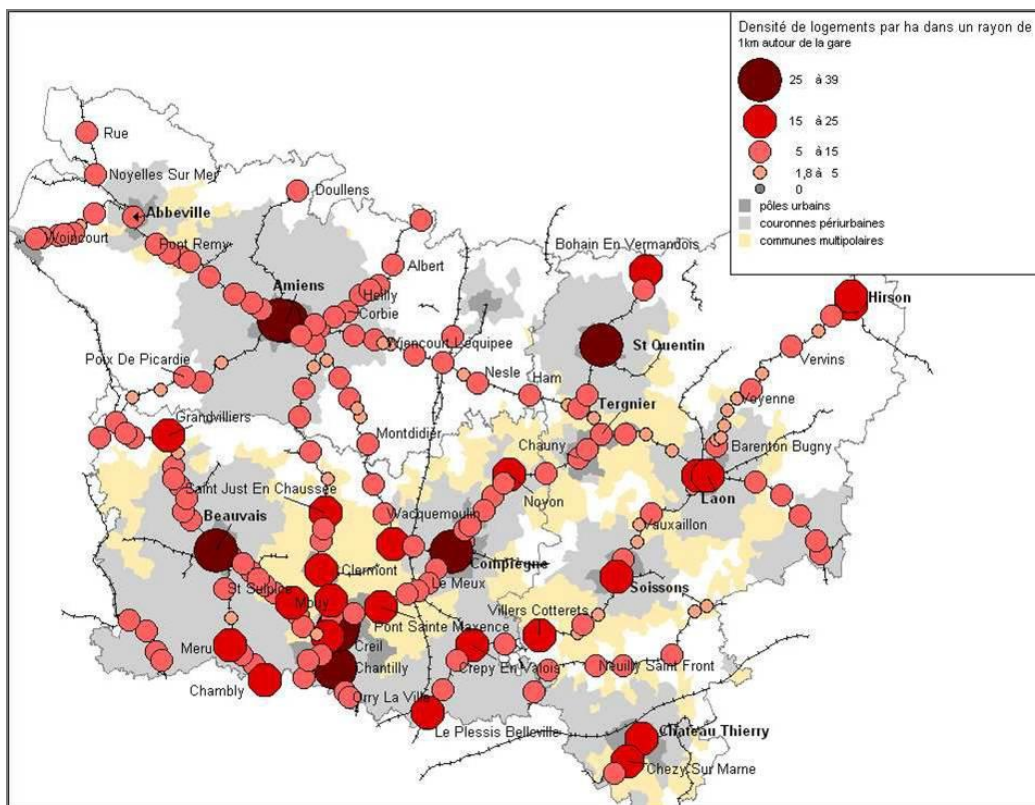 Densité de logements par ha dans un rayon de
1km autour de la gare
25 à 39
15 à 25
5 à 15
1,8 à 5
0
pôles urbains
couronnes périurbaines
communes multipolaires
Rue
Noyelles Sur Mer
Doullens
Abbeville
Woincourt
Pont Remy
Bohain En Vermandois
Albert
Amiens
Heilly
Hirson
Corbie
St Quentin
Vervins
Poix De Picardie
Nesle
Ham
Voyenne
Tergnier
Grandvilliers
Montdidier
Chauny
Barenton Bugny
Saint Just En Chaussée
Noyon
Laon
Beauvais
Wacquemoulin
Vauxaillon
Compiègne
Clermont
Le Meux
Soissons
St Sulpice
Mouy
Villers Cotterets
Pont Sainte Maxence
Creil
Meru
Chantilly
Crepy En Valois
Neuilly Saint Front
Chambly
Orry La Ville
Le Plessis Belleville
Chateau Thierry
Chezy Sur Marne